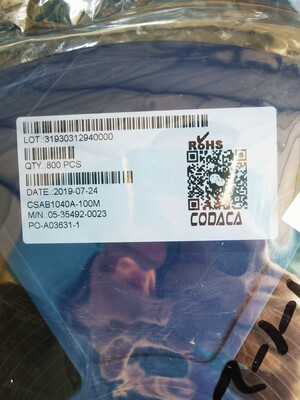 LOT.:31930312940000
QTY.:800 PCS
DATE.:2019-07-24
CSAB1040A-100M
M/N.:05-35492-0023
PO-A03631-1
ROHS
CODACA